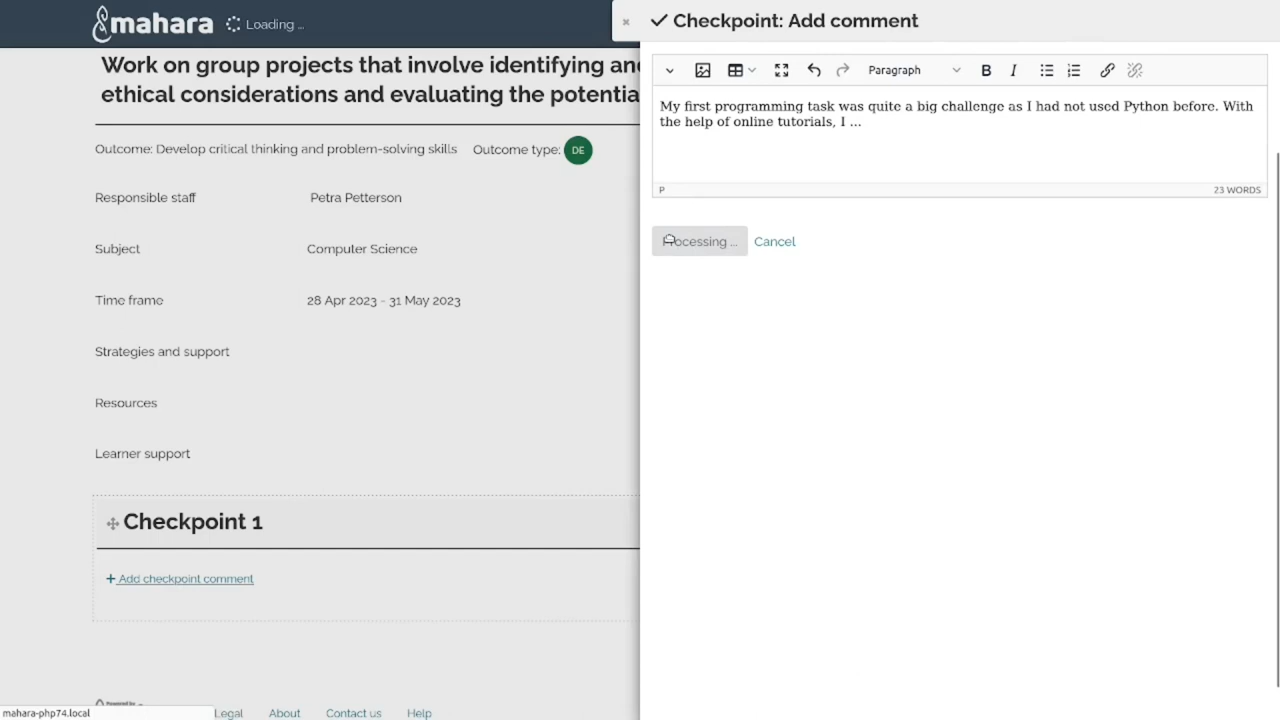 mahara
Loading ...
×
Checkpoint: Add comment
Work on group projects that involve identifying and
ethical considerations and evaluating the potentia
Paragraph
B
I
My first programming task was quite a big challenge as I had not used Python before. With
the help of online tutorials, I ...
P
23 WORDS
Processing ...
Cancel
Outcome: Develop critical thinking and problem-solving skills
Outcome type:
DE
Responsible staff
Petra Petterson
Subject
Computer Science
Time frame
28 Apr 2023 - 31 May 2023
Strategies and support
Resources
Learner support
Checkpoint 1
+ Add checkpoint comment
Powered by
mahara-php74.local
Legal
About
Contact us
Help